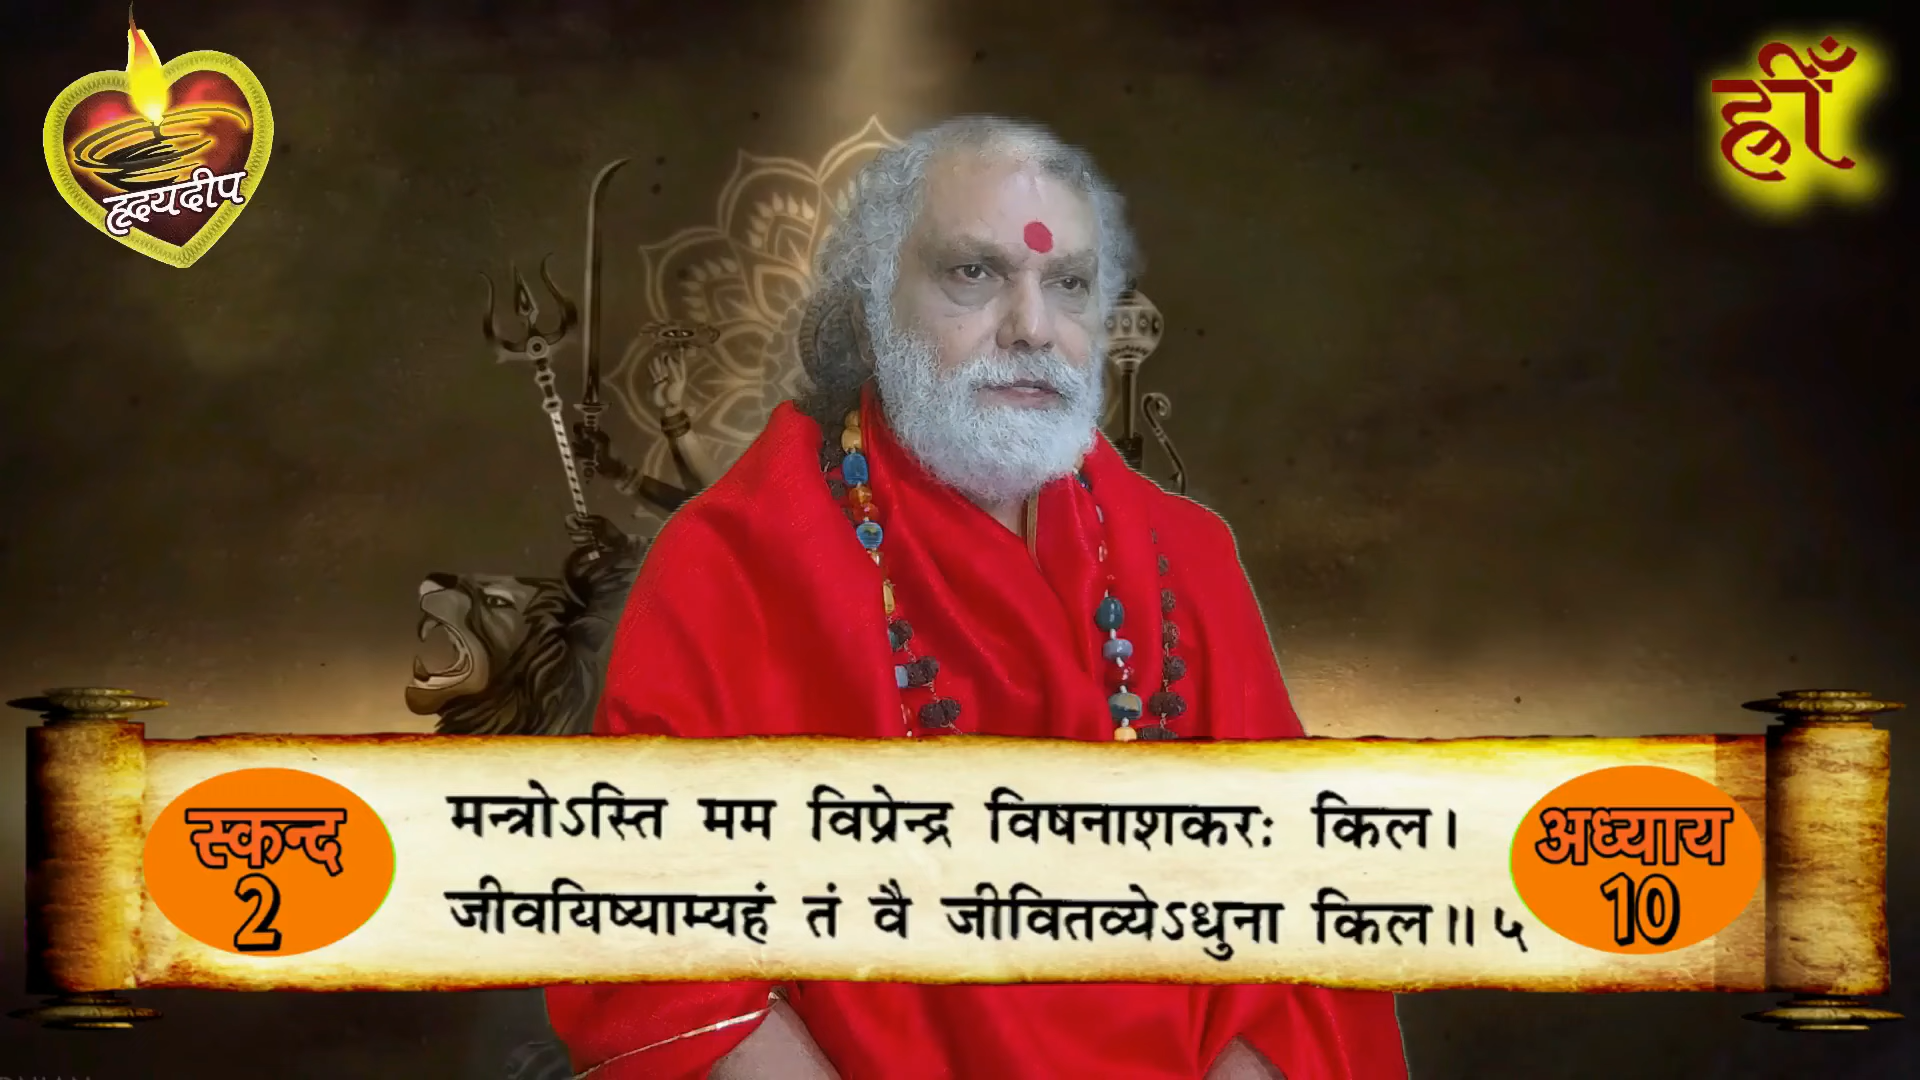 हृदयदीप
ह्रीँ
स्कन्द
2
मन्त्रोऽस्ति मम विप्रेन्द्र विषनाशकरः किल।
जीवयिष्याम्यहं तं वै जीवितव्येऽधुना किल॥ ५
अध्याय
10